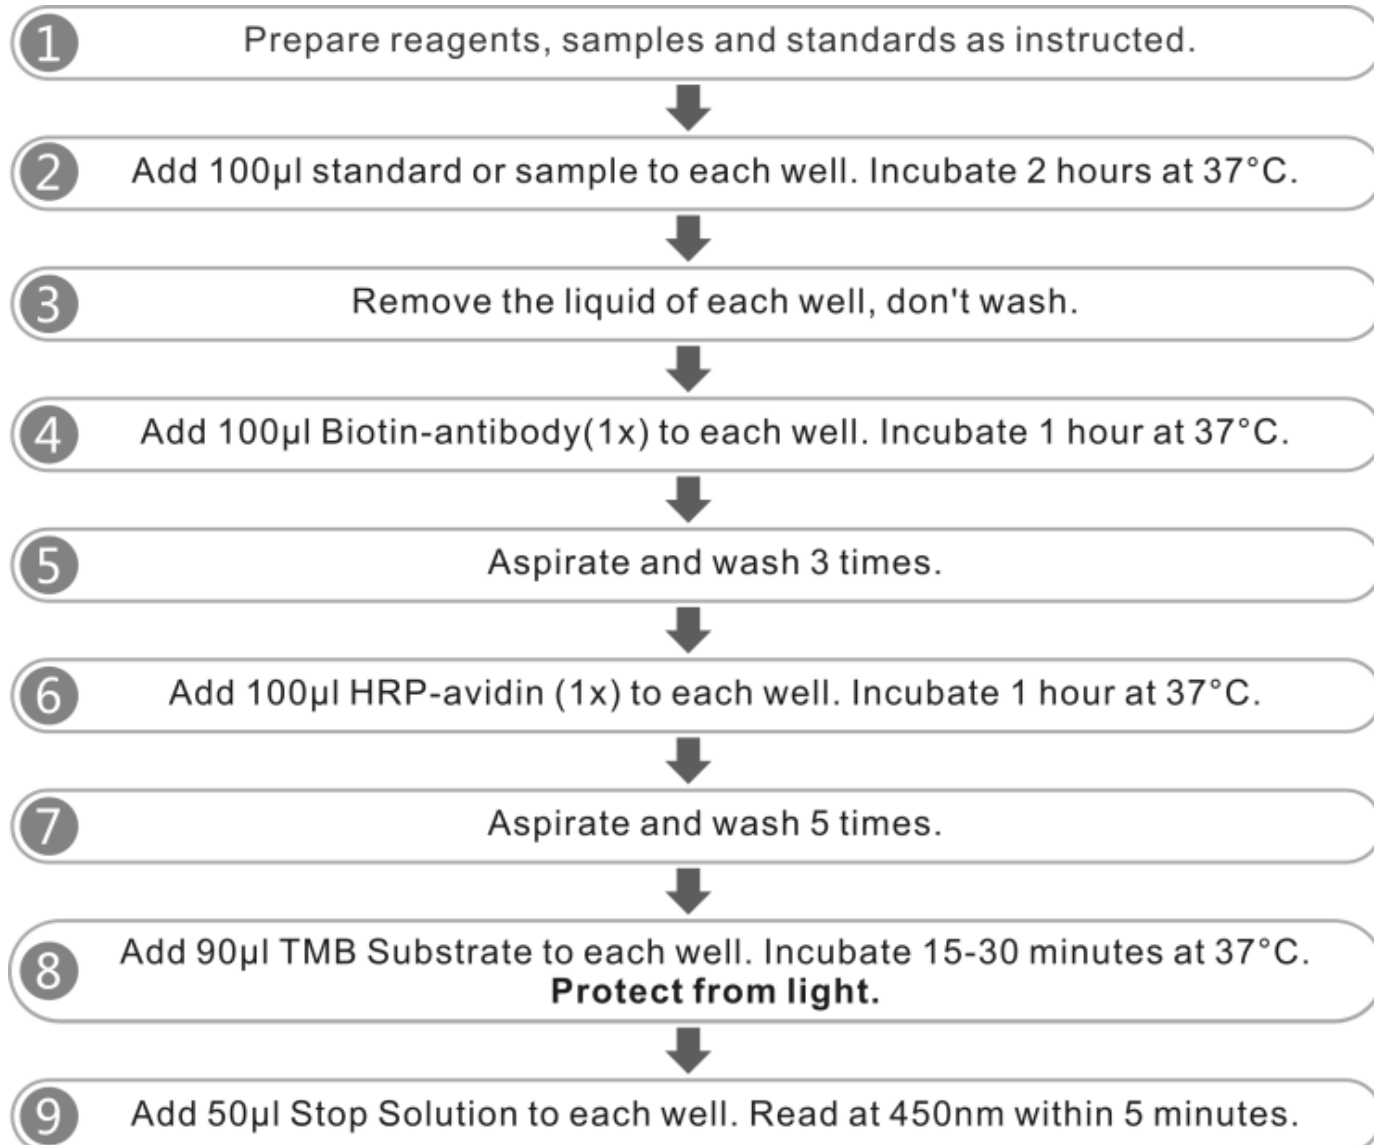 1 Prepare reagents, samples and standards as instructed.
2 Add 100μl standard or sample to each well. Incubate 2 hours at 37°C.
3 Remove the liquid of each well, don't wash.
4 Add 100μl Biotin-antibody(1x) to each well. Incubate 1 hour at 37°C.
5 Aspirate and wash 3 times.
6 Add 100μl HRP-avidin (1x) to each well. Incubate 1 hour at 37°C.
7 Aspirate and wash 5 times.
8 Add 90μl TMB Substrate to each well. Incubate 15-30 minutes at 37°C.
Protect from light.
9 Add 50μl Stop Solution to each well. Read at 450nm within 5 minutes.